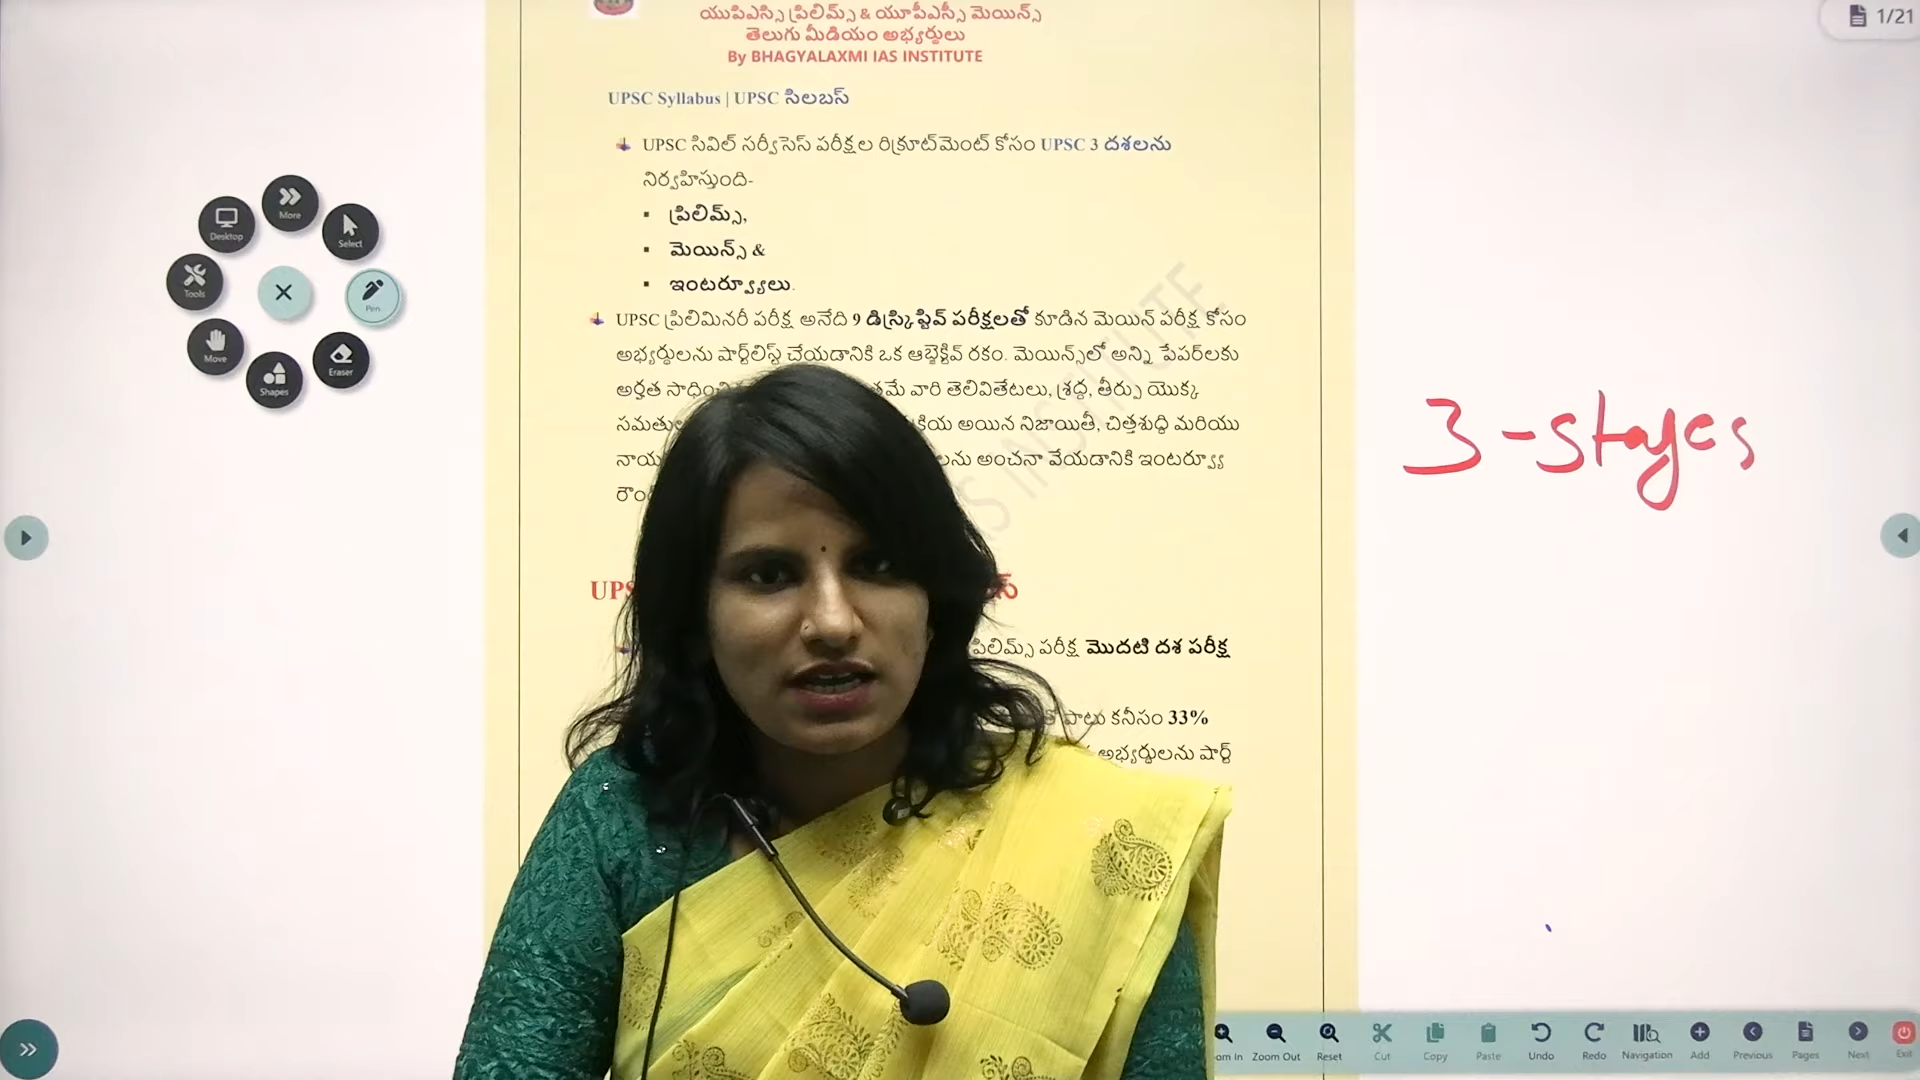 యుపిఎస్సి ప్రిలిమ్స్ & యూపీఎస్సీ మెయిన్స్
తెలుగు మీడియం అభ్యర్థులు
By BHAGYALAXMI IAS INSTITUTE
1/21
UPSC Syllabus | UPSC సిలబస్
UPSC సివిల్ సర్వీసెస్ పరీక్షల రిక్రూట్‌మెంట్ కోసం UPSC 3 దశలను
నిర్వహిస్తుంది-
ప్రిలిమ్స్,
మెయిన్స్ &
ఇంటర్వ్యూలు.
UPSC ప్రిలిమినరీ పరీక్ష అనేది 9 డిస్క్రిప్టివ్ పరీక్షలతో కూడిన మెయిన్ పరీక్ష కోసం
అభ్యర్థులను షార్ట్‌లిస్ట్ చేయడానికి ఒక ఆబ్జెక్టివ్ రకం. మెయిన్స్‌లో అన్ని పేపర్‌లకు
అర్హత వారి తెలివితేటలు, శ్రద్ధ, తీర్పు యొక్క
అయిన నిజాయితీ, చిత్తశుద్ధి మరియు
అంచనా వేయడానికి ఇంటర్వ్యూ
3-stages
పరీక్ష మొదటి దశ పరీక్ష
పాటు కనీసం 33%
అభ్యర్థులను షార్ట్
INSTITUTE
More
Desktop
Select
Tools
Pen
Move
Eraser
Shapes
Zoom Out
Reset
Cut
Copy
Paste
Undo
Redo
Navigation
Add
Previous
Pages
Next
Exit